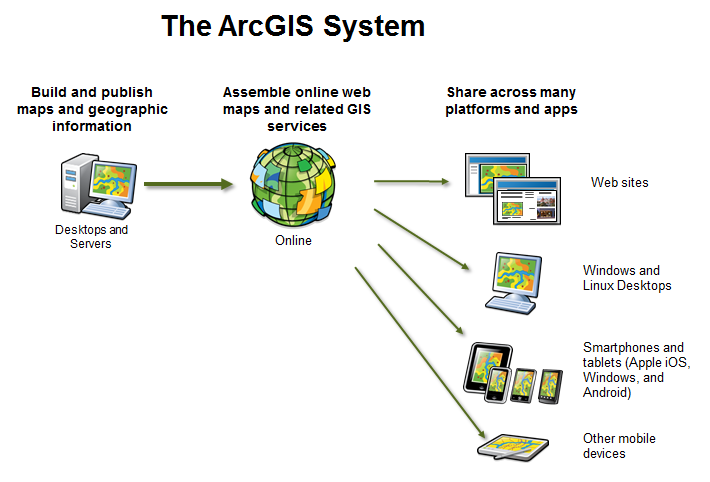 The ArcGIS System
Build and publish
maps and geographic
information
Assemble online web
maps and related GIS
services
Share across many
platforms and apps
Desktops and
Servers
Online
Web sites
Windows and
Linux Desktops
Smartphones and
tablets (Apple iOS,
Windows, and
Android)
Other mobile
devices